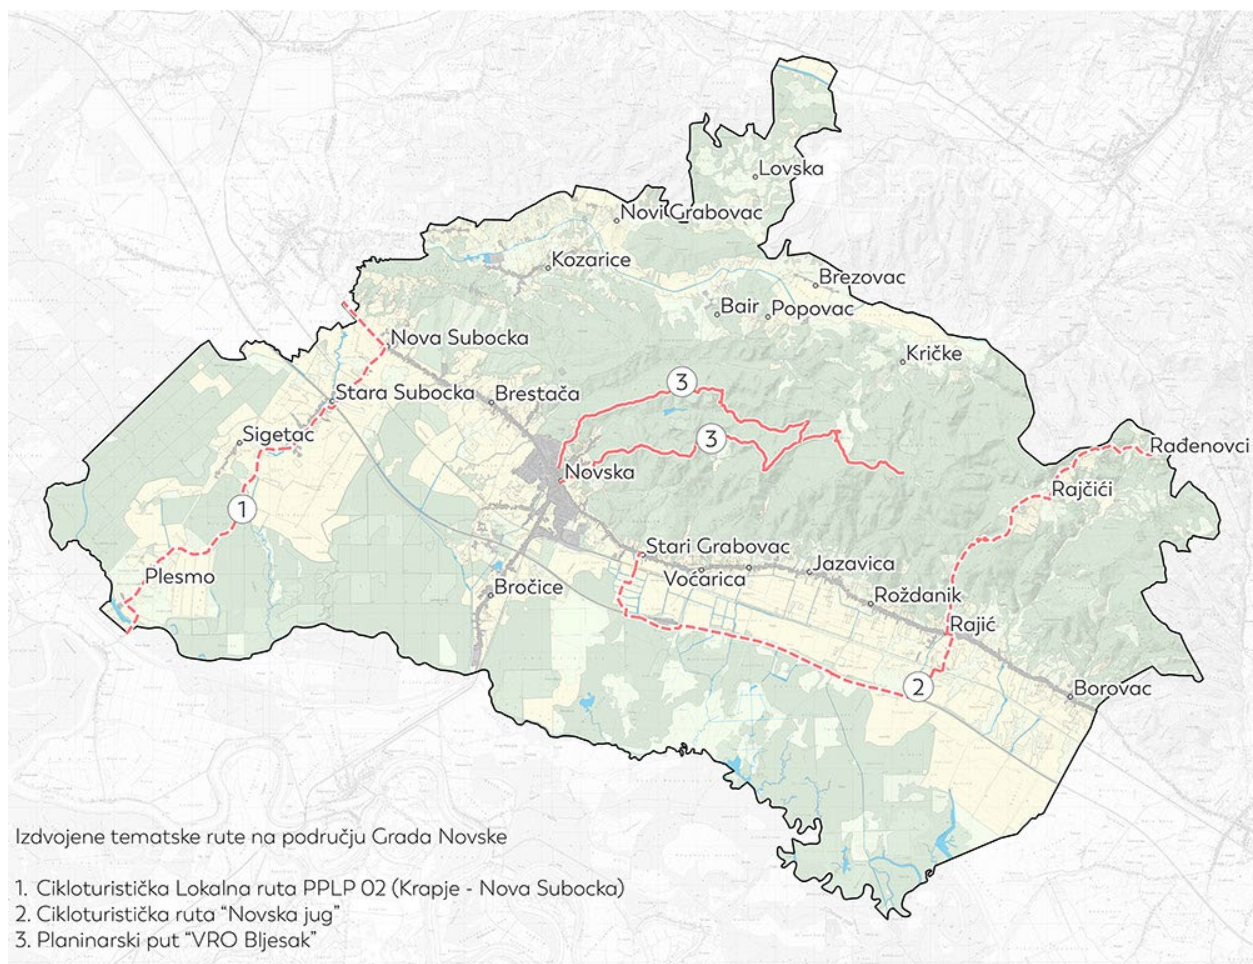 Lovska
Novi Grabovac
Kozarice
Brezovac
Bair
Popovac
Nova Subocka
Kričke
3
Stara Subocka
Brestača
Sigetac
3
Rađenovci
Novska
Rajčići
1
Stari Grabovac
Jazavica
Voćarica
Plesmo
Bročice
Roždanik
Rajić
2
Borovac
Izdvojene tematske rute na području Grada Novske
1. Cikloturistička Lokalna ruta PPLP 02 (Krapje - Nova Subocka)
2. Cikloturistička ruta “Novska jug”
3. Planinarski put “VRO Bljesak”